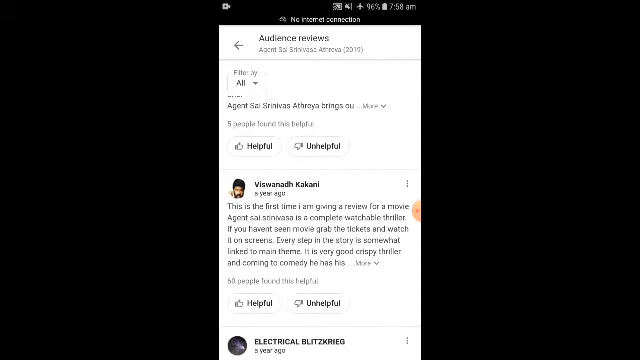 96% 7:58 am
No internet connection
Audience reviews
Agent Sai Srinivasa Athreya (2019)
Filter by
All
Agent Sai Srinivas Athreya brings ou ...More
5 people found this helpful.
Helpful Unhelpful
Viswanadh Kakani
a year ago
This is the first time i am giving a review for a movie
Agent sai srinivasa is a complete watchable thriller.
If you havent seen movie grab the tickets and watch
it on screens. Every step in the story is somewhat
linked to main theme. It is very good crispy thriller
and coming to comedy he has his ...More
60 people found this helpful.
Helpful Unhelpful
ELECTRICAL BLITZKRIEG
a year ago